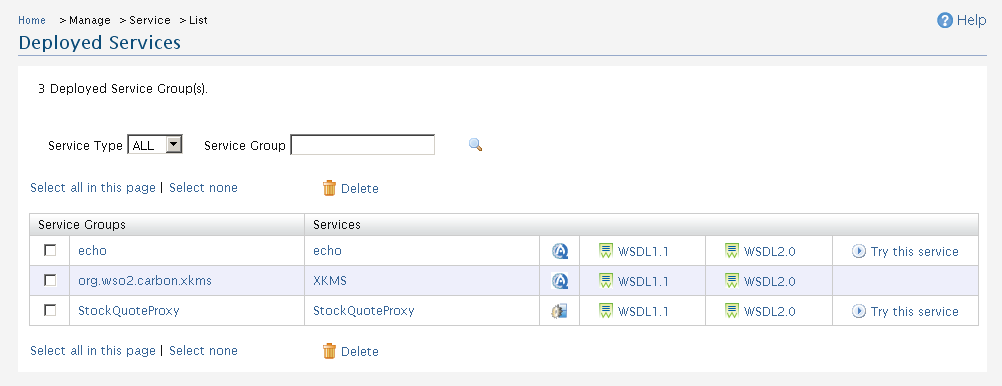 Home > Manage > Service > List
Help
Deployed Services
3 Deployed Service Group(s).
Service Type ALL Service Group
Select all in this page | Select none Delete
Service Groups Services
echo echo WSDL1.1 WSDL2.0 Try this service
org.wso2.carbon.xkms XKMS WSDL1.1 WSDL2.0
StockQuoteProxy StockQuoteProxy WSDL1.1 WSDL2.0 Try this service
Select all in this page | Select none Delete